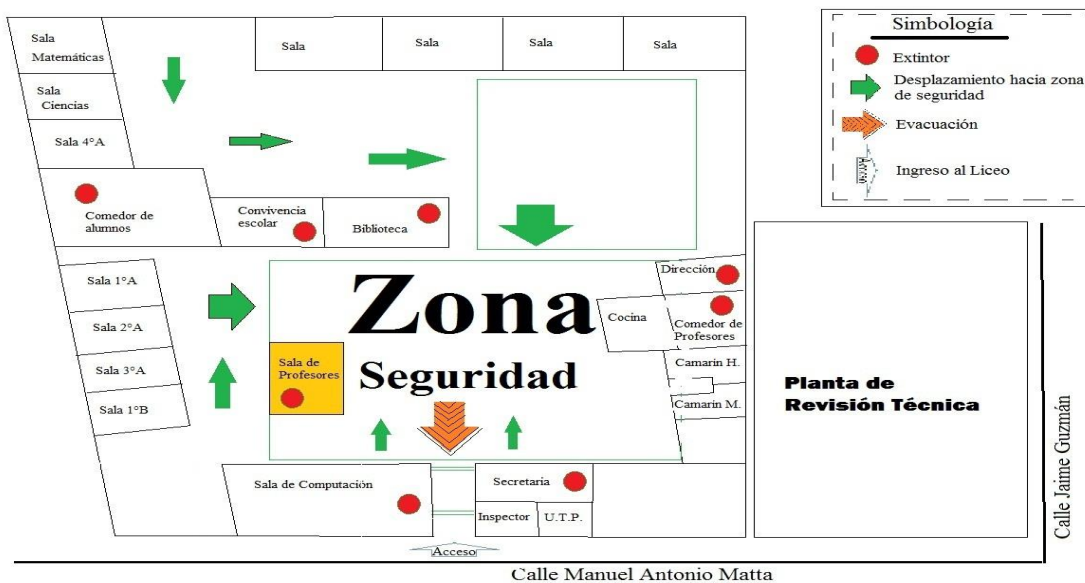 Sala
Matemáticas
Sala
Ciencias
Sala 4°A
Sala
Sala
Sala
Sala
Comedor de
alumnos
Convivencia
escolar
Biblioteca
Sala 1°A
Sala 2°A
Sala 3°A
Sala 1°B
Zona
Seguridad
Sala de
Profesores
Dirección
Cocina
Comedor de
Profesores
Camarin H.
Camarin M.
Sala de Computación
Secretaria
Inspector
U.T.P.
Acceso
Calle Manuel Antonio Matta
Simbología
Extintor
Desplazamiento hacia zona
de seguridad
Evacuación
Ingreso al Liceo
Planta de
Revisión Técnica
Calle Jaime Guzmán